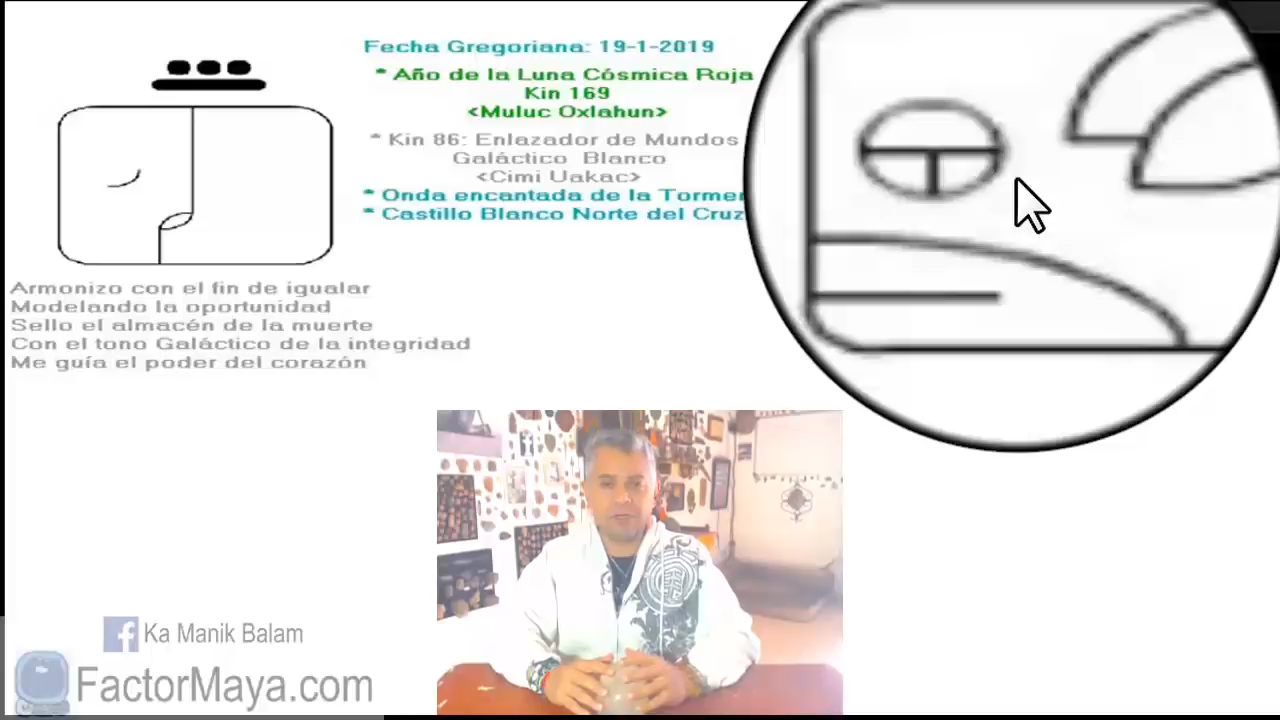 Fecha Gregoriana: 19-1-2019
* Año de la Luna Cósmica Roja
Kin 169
<Muluc Oxlahun>
* Kin 86: Enlazador de Mundos
Galáctico Blanco
<Cimi Uakac>
* Onda encantada de la
* Castillo Blanco Norte del
Armonizo con el fin de igualar
Modelando la oportunidad
Sello el almacén de la muerte
Con el tono Galáctico de la integridad
Me guía el poder del corazón
Ka Manik Balam
FactorMaya.com